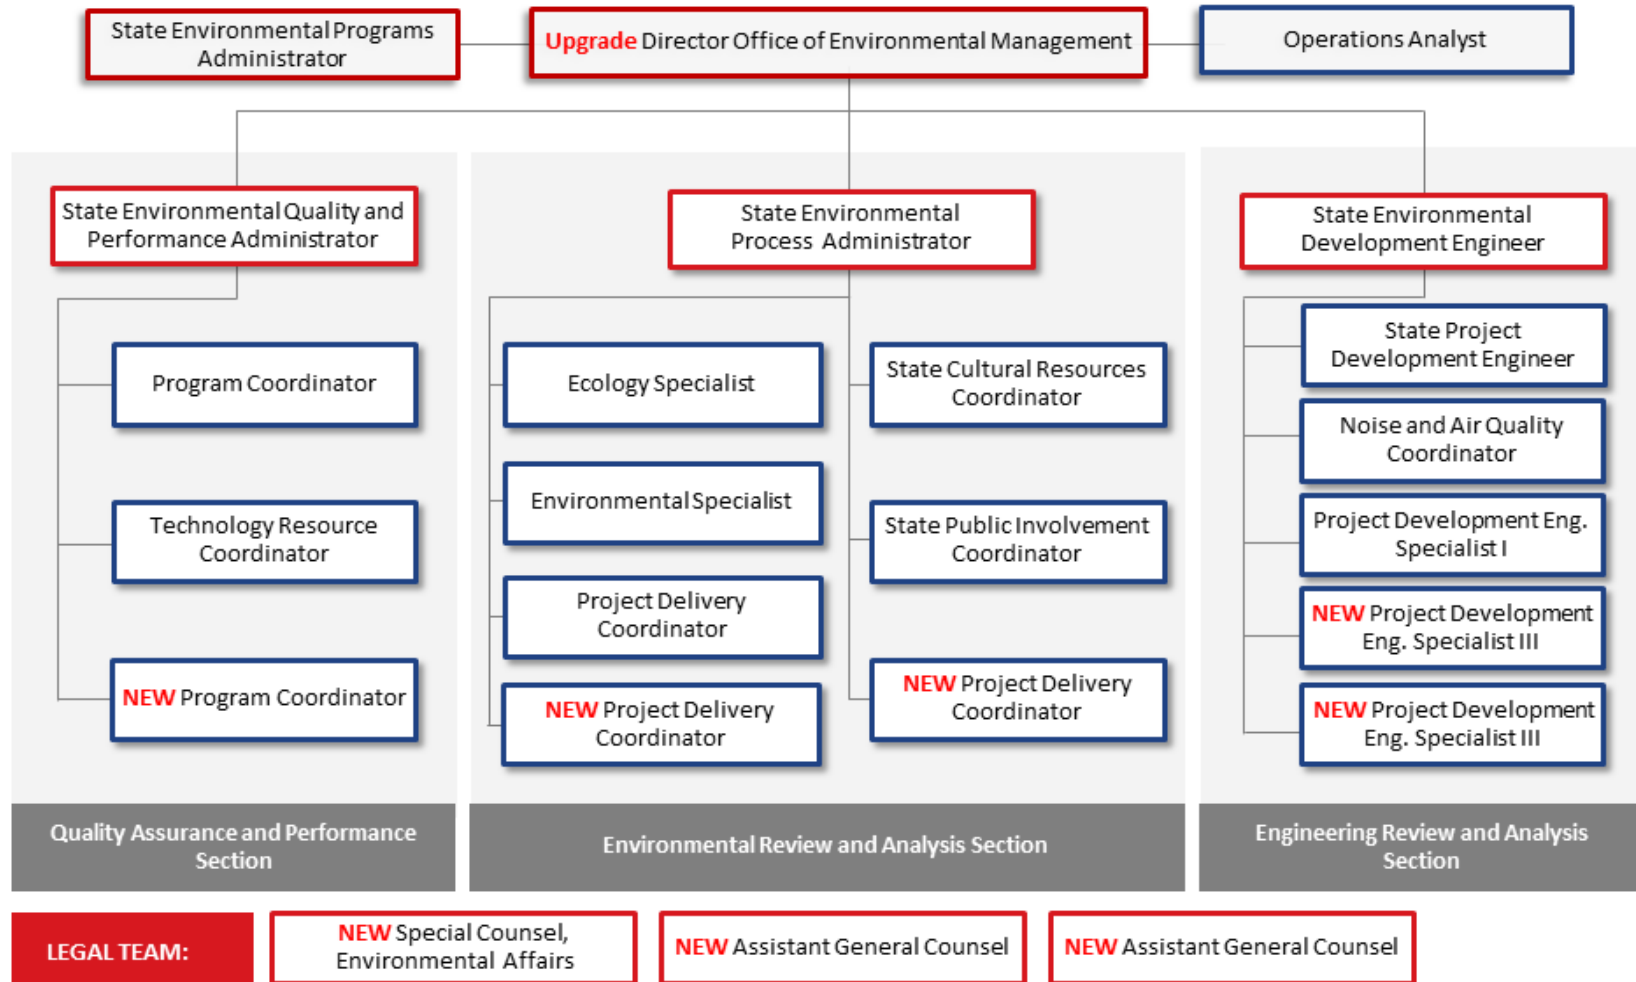 State Environmental Programs
Administrator
Upgrade Director Office of Environmental Management
Operations Analyst
State Environmental Quality and
Performance Administrator
State Environmental
Process Administrator
State Environmental
Development Engineer
Program Coordinator
Technology Resource
Coordinator
NEW Program Coordinator
Ecology Specialist
Environmental Specialist
Project Delivery
Coordinator
NEW Project Delivery
Coordinator
State Cultural Resources
Coordinator
State Public Involvement
Coordinator
NEW Project Delivery
Coordinator
State Project
Development Engineer
Noise and Air Quality
Coordinator
Project Development Eng.
Specialist I
NEW Project Development
Eng. Specialist III
NEW Project Development
Eng. Specialist III
Quality Assurance and Performance
Section
Environmental Review and Analysis Section
Engineering Review and Analysis
Section
LEGAL TEAM:
NEW Special Counsel,
Environmental Affairs
NEW Assistant General Counsel
NEW Assistant General Counsel